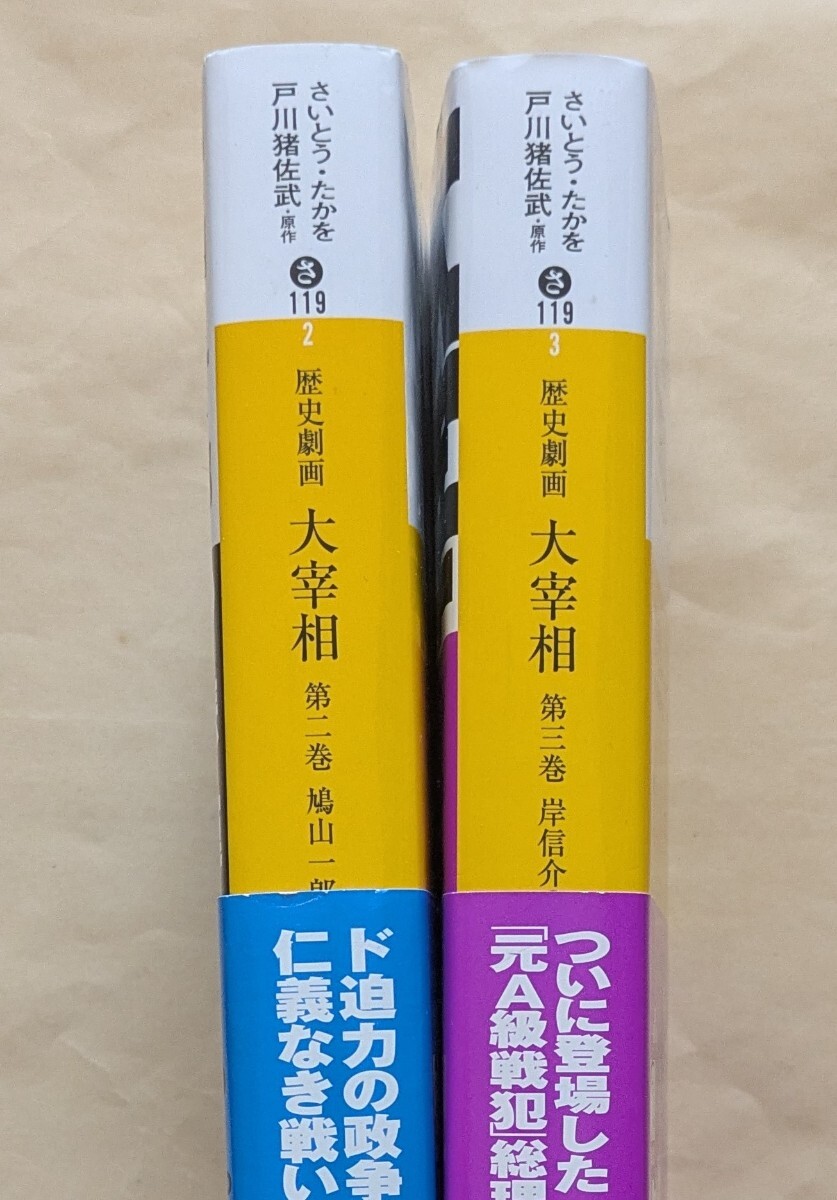 さいとう・たかを
戸川猪佐武・原作
さ
119
2
歴史劇画
大宰相
第二巻 鳩山一郎
ド迫力の政争
仁義なき戦い
さいとう・たかを
戸川猪佐武・原作
さ
119
3
歴史劇画
大宰相
第三巻 岸信介
ついに登場した
「元A級戦犯」総理